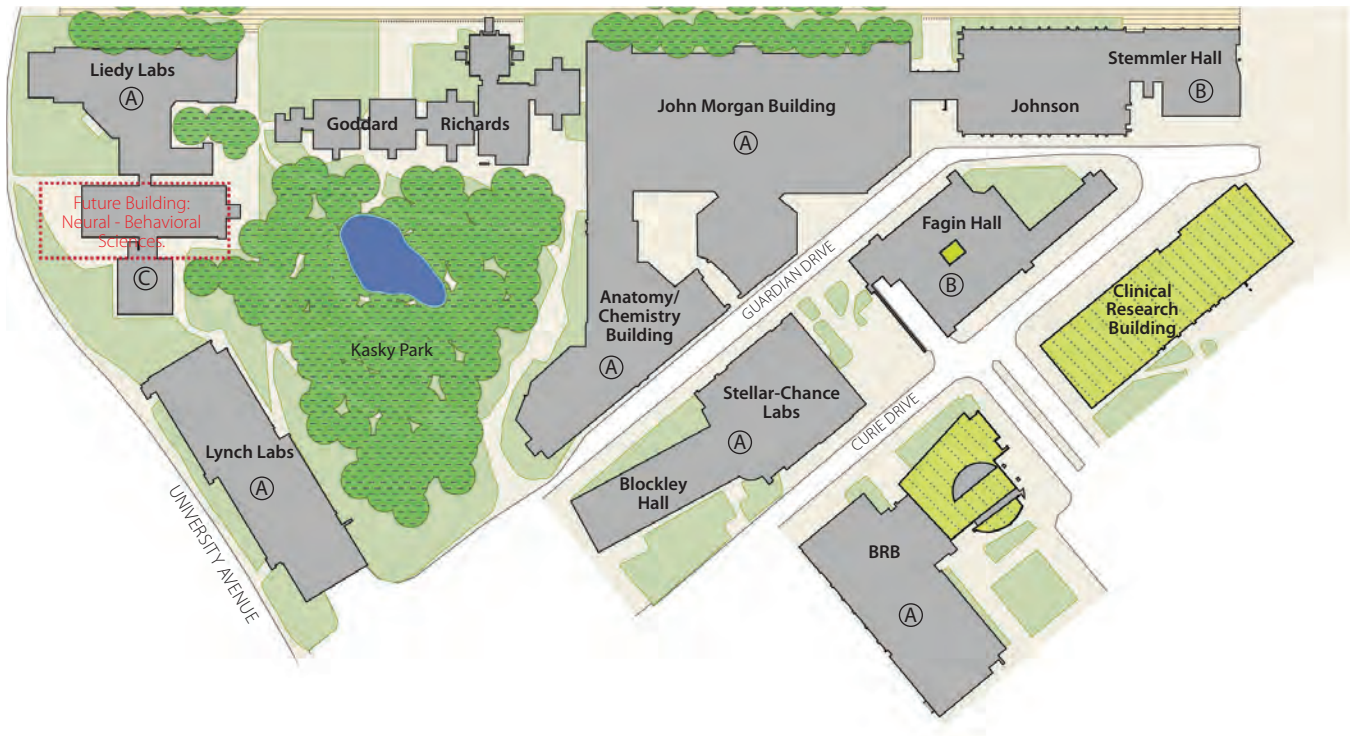 Liedy Labs
A
Goddard
Richards
John Morgan Building
A
Johnson
Stemmler Hall
B
Future Building:
Neural - Behavioral
Sciences.
C
Fagin Hall
B
Clinical
Research
Building
GUARDIAN DRIVE
Anatomy/
Chemistry
Building
A
Kasky Park
Stellar-Chance
Labs
A
CURIE DRIVE
Lynch Labs
A
Blockley
Hall
UNIVERSITY AVENUE
BRB
A